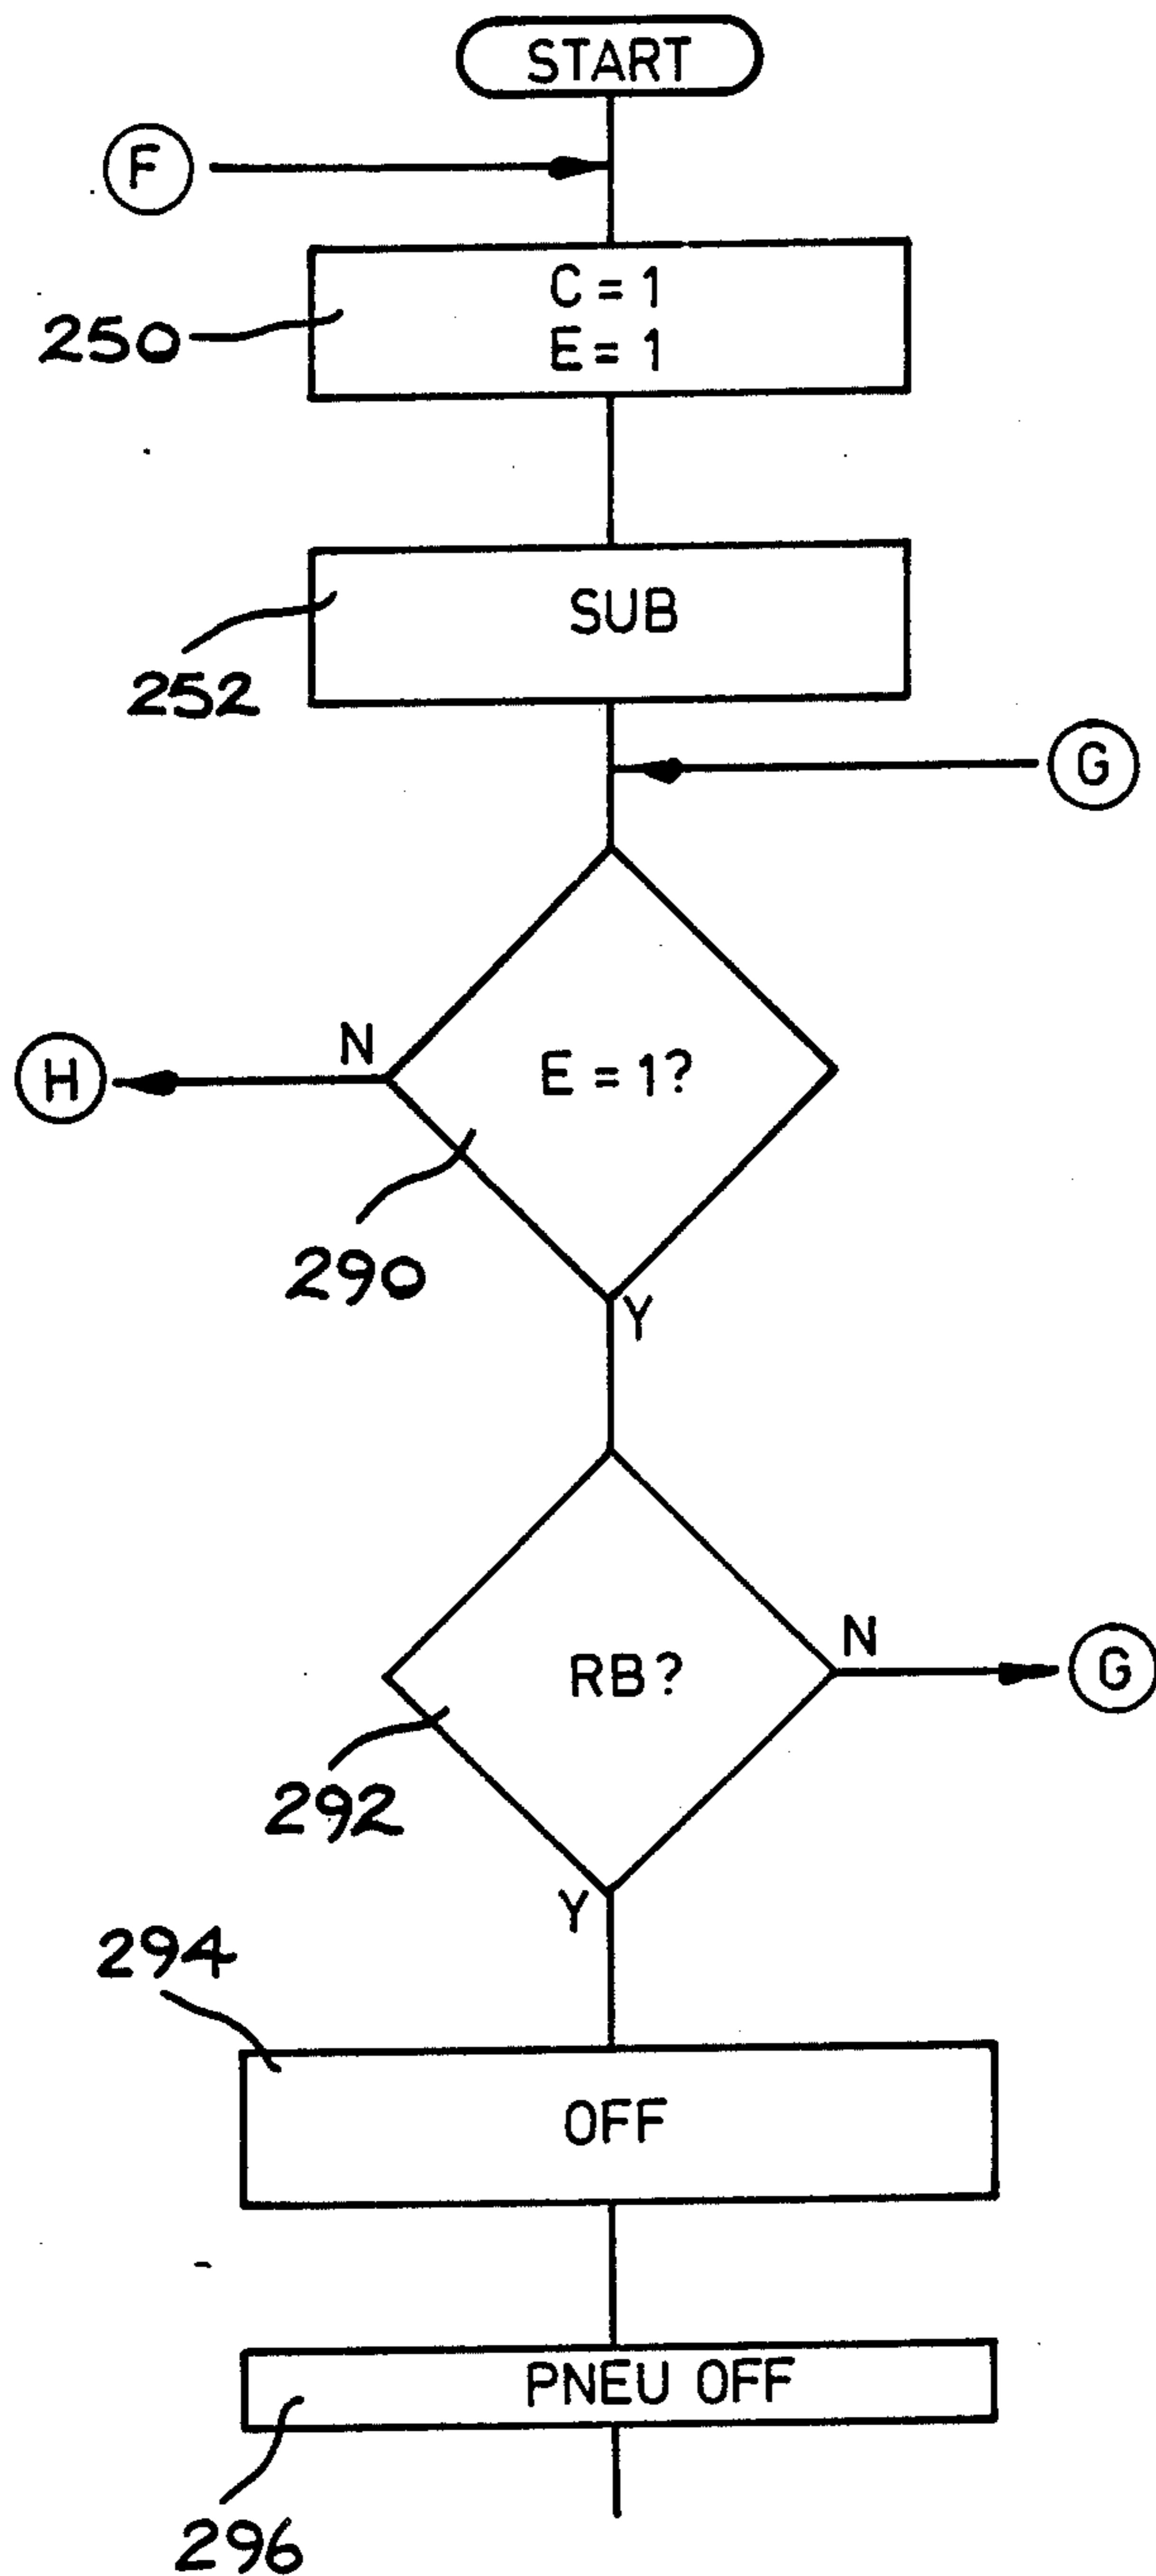 START
F
C = 1
E = 1
250
SUB
252
G
N
E = 1?
H
290
Y
N
RB?
G
292
Y
294
OFF
PNEU OFF
296